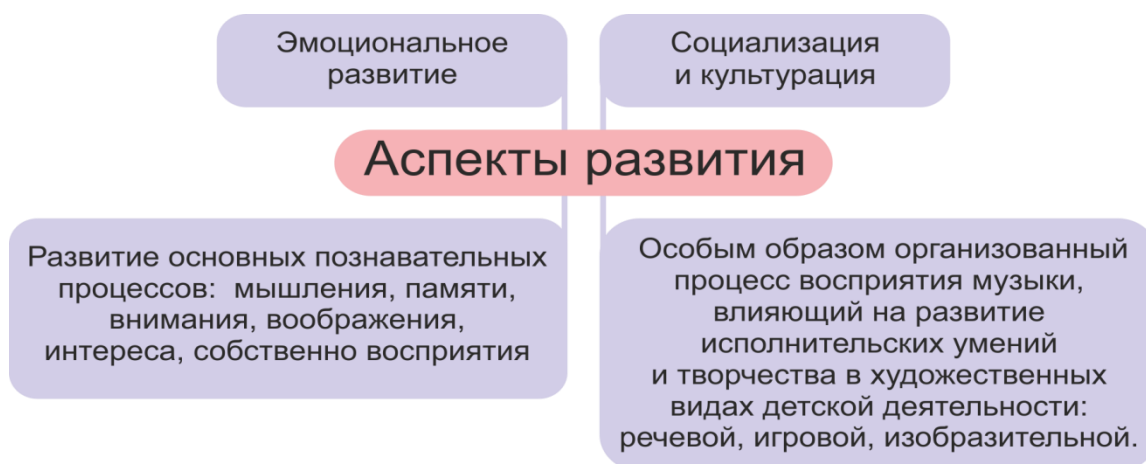 Эмоциональное
развитие
Социализация
и культурация
Аспекты развития
Развитие основных познавательных
процессов: мышления, памяти,
внимания, воображения,
интереса, собственно восприятия
Особым образом организованный
процесс восприятия музыки,
влияющий на развитие
исполнительских умений
и творчества в художественных
видах детской деятельности:
речевой, игровой, изобразительной.